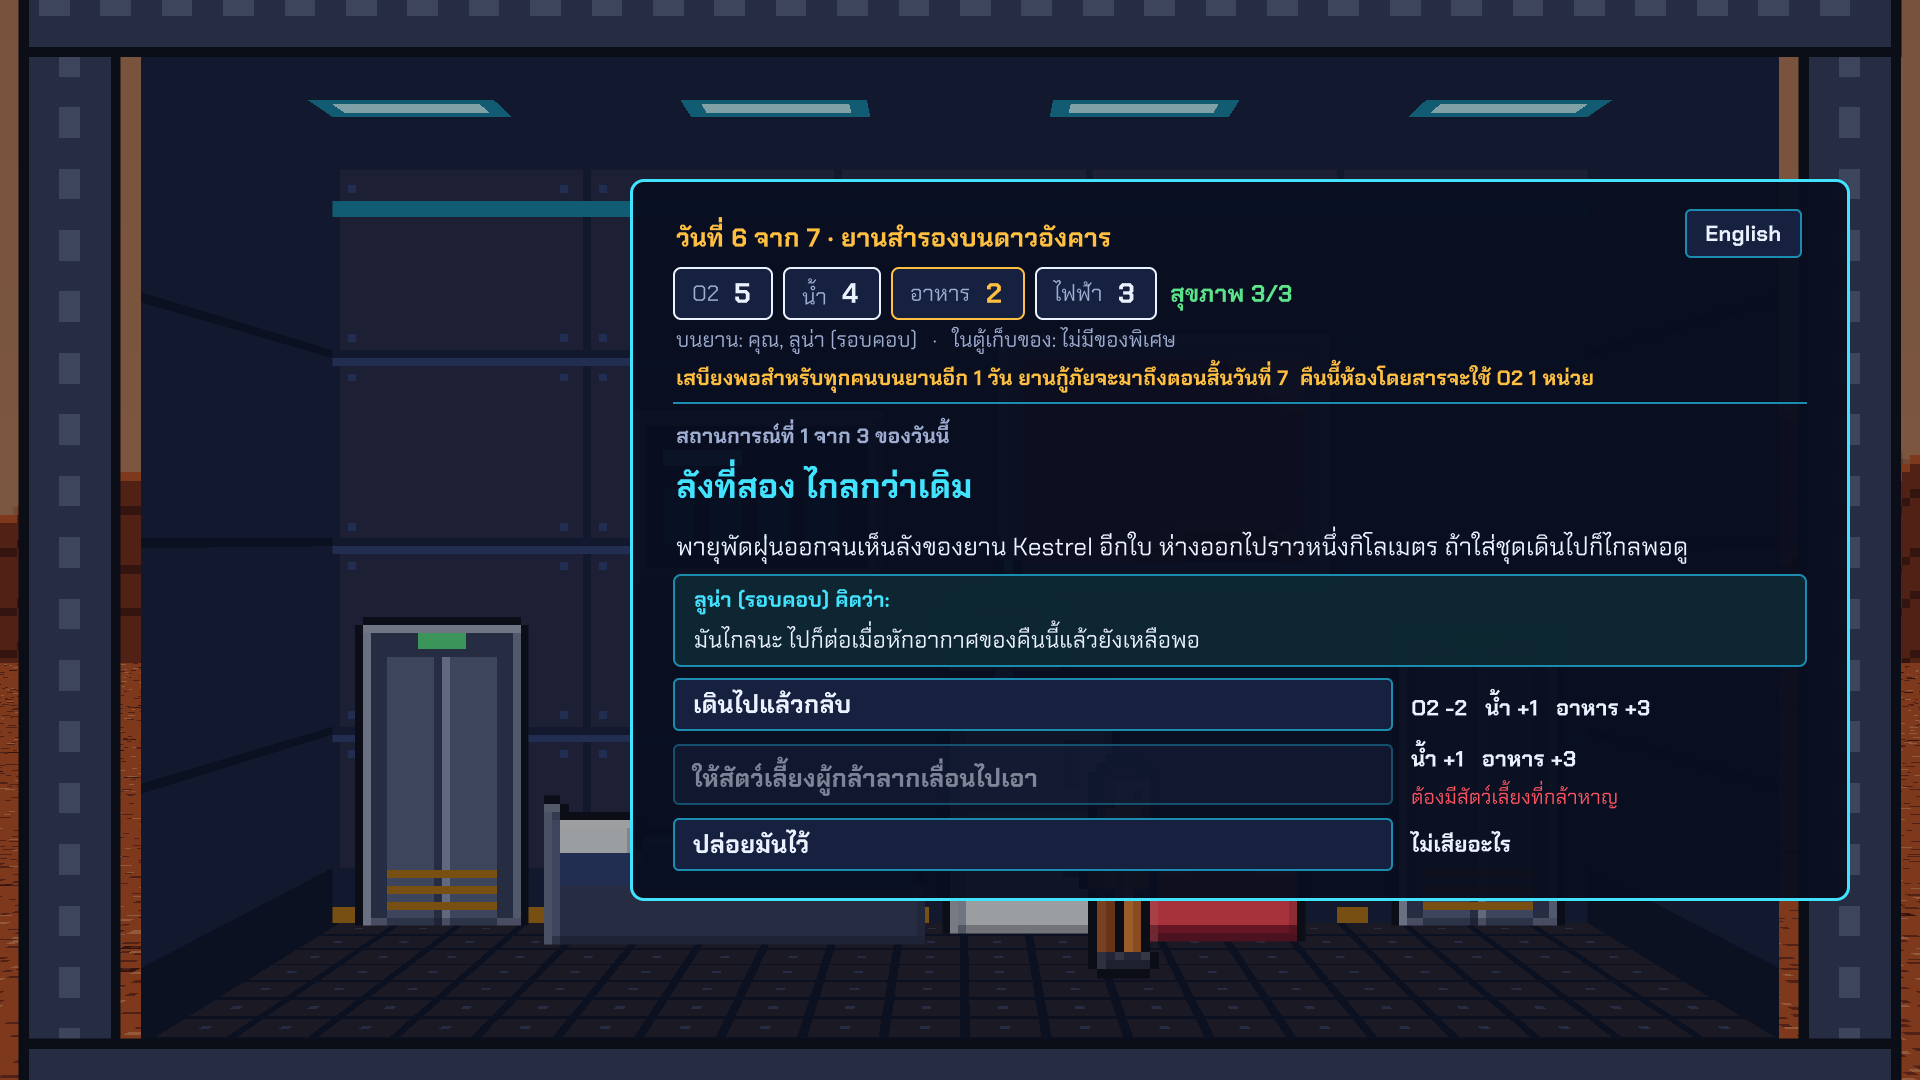 วันที่ 6 จาก 7 · ยานสำรองบนดาวอังคาร
English
O2 5 น้ำ 4 อาหาร 2 ไฟฟ้า 3 สุขภาพ 3/3
บนยาน: คุณ, ลูน่า (รอบคอบ) · ในตู้เก็บของ: ไม่มีของพิเศษ
เสบียงพอสำหรับทุกคนบนยานอีก 1 วัน ยานกู้ภัยจะมาถึงตอนสิ้นวันที่ 7 คืนนี้ห้องโดยสารจะใช้ O2 1 หน่วย
สถานการณ์ที่ 1 จาก 3 ของวันนี้
ลังที่สอง ไกลกว่าเดิม
พายุพัดฝุ่นออกจนเห็นลังของยาน Kestrel อีกใบ ห่างออกไปราวหนึ่งกิโลเมตร ถ้าใส่ชุดเดินไปก็ไกลพอดู
ลูน่า (รอบคอบ) คิดว่า:
มันไกลนะ ไปก็ต่อเมื่อหักอากาศของคืนนี้แล้วยังเหลือพอ
เดินไปแล้วกลับ O2 -2 น้ำ +1 อาหาร +3
ให้สัตว์เลี้ยงผู้กล้าลากเลื่อนไปเอา น้ำ +1 อาหาร +3
ต้องมีสัตว์เลี้ยงที่กล้าหาญ
ปล่อยมันไว้ ไม่เสียอะไร